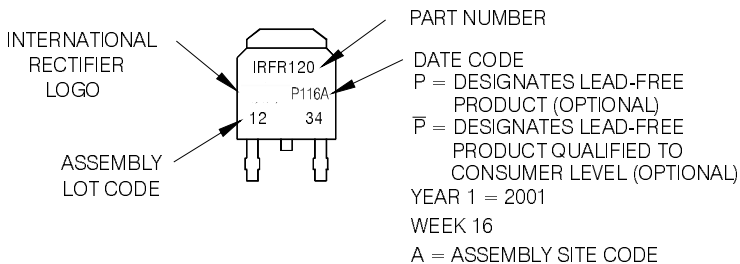 PART NUMBER
INTERNATIONAL
RECTIFIER
LOGO
IRFR120
P116A
12 34
ASSEMBLY
LOT CODE
DATE CODE
P = DESIGNATES LEAD-FREE
PRODUCT (OPTIONAL)
P̅ = DESIGNATES LEAD-FREE
PRODUCT QUALIFIED TO
CONSUMER LEVEL (OPTIONAL)
YEAR 1 = 2001
WEEK 16
A = ASSEMBLY SITE CODE